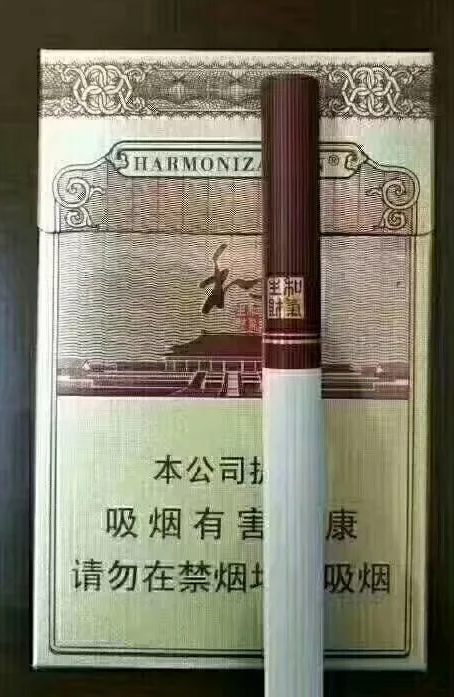 HARMONIZA N®
和
和氣
生財
本公司
吸烟有害 康
请勿在禁烟 吸烟